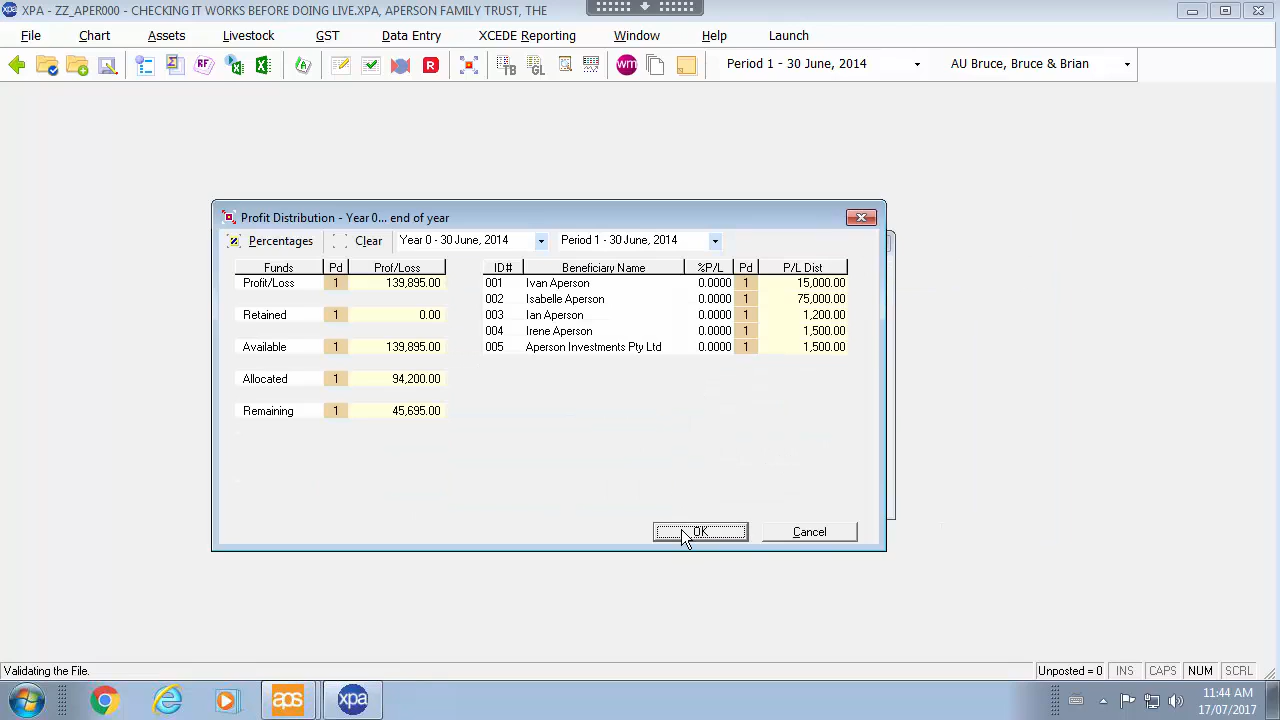 XPA - ZZ_APER000 - CHECKING IT WORKS BEFORE DOING LIVE.XPA, APERSON FAMILY TRUST, THE
File Chart Assets Livestock GST Data Entry XCEDE Reporting Window Help Launch
RF R TB GL wm Period 1 - 30 June, 2014 AU Bruce, Bruce & Brian
Profit Distribution - Year 0... end of year
Percentages Clear Year 0 - 30 June, 2014 Period 1 - 30 June, 2014
Funds Pd Prof/Loss ID# Beneficiary Name %P/L Pd P/L Dist
Profit/Loss 1 139,895.00 001 Ivan Aperson 0.0000 1 15,000.00
002 Isabelle Aperson 0.0000 1 75,000.00
Retained 1 0.00 003 Ian Aperson 0.0000 1 1,200.00
004 Irene Aperson 0.0000 1 1,500.00
Available 1 139,895.00 005 Aperson Investments Pty Ltd 0.0000 1 1,500.00
Allocated 1 94,200.00
Remaining 1 45,695.00
OK Cancel
Validating the File. Unposted = 0 INS CAPS NUM SCRL
aps xpa 11:44 AM
17/07/2017